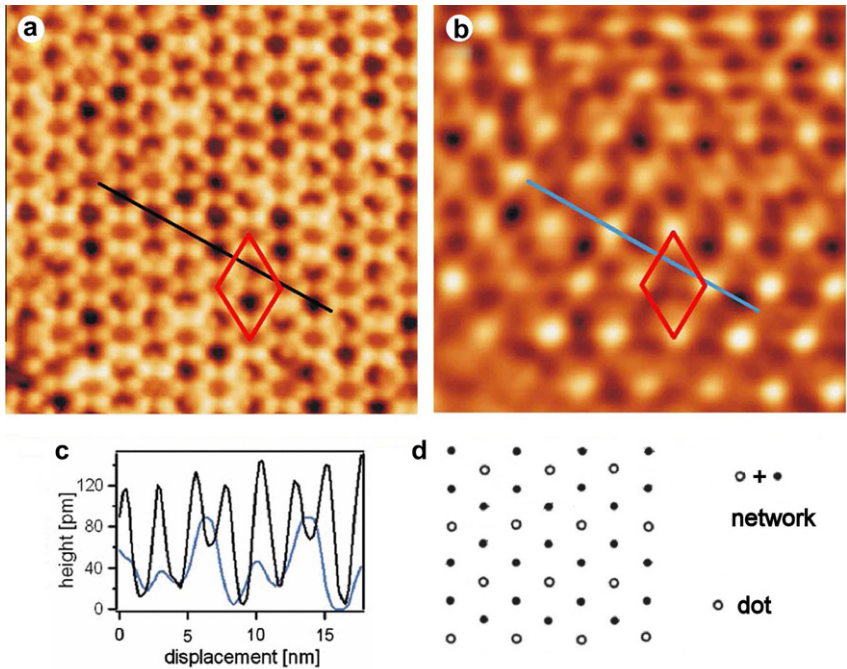 a
b
c
120
80
40
0
height [pm]
0
5
10
15
displacement [nm]
d
+
network
dot